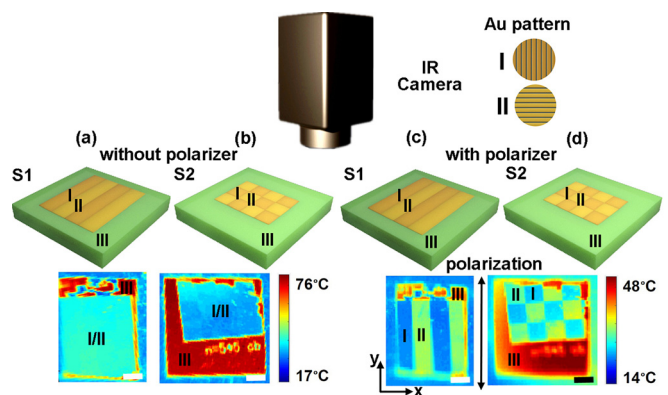 Au pattern
I
IR
Camera
II
(a)
(b)
(c)
(d)
without polarizer
with polarizer
S1
S2
S1
S2
I
II
III
I
II
III
I
II
III
I
II
III
polarization
III
76°C
I/II
17°C
I/II
III
III
48°C
I
II
14°C
II
I
III
y
x